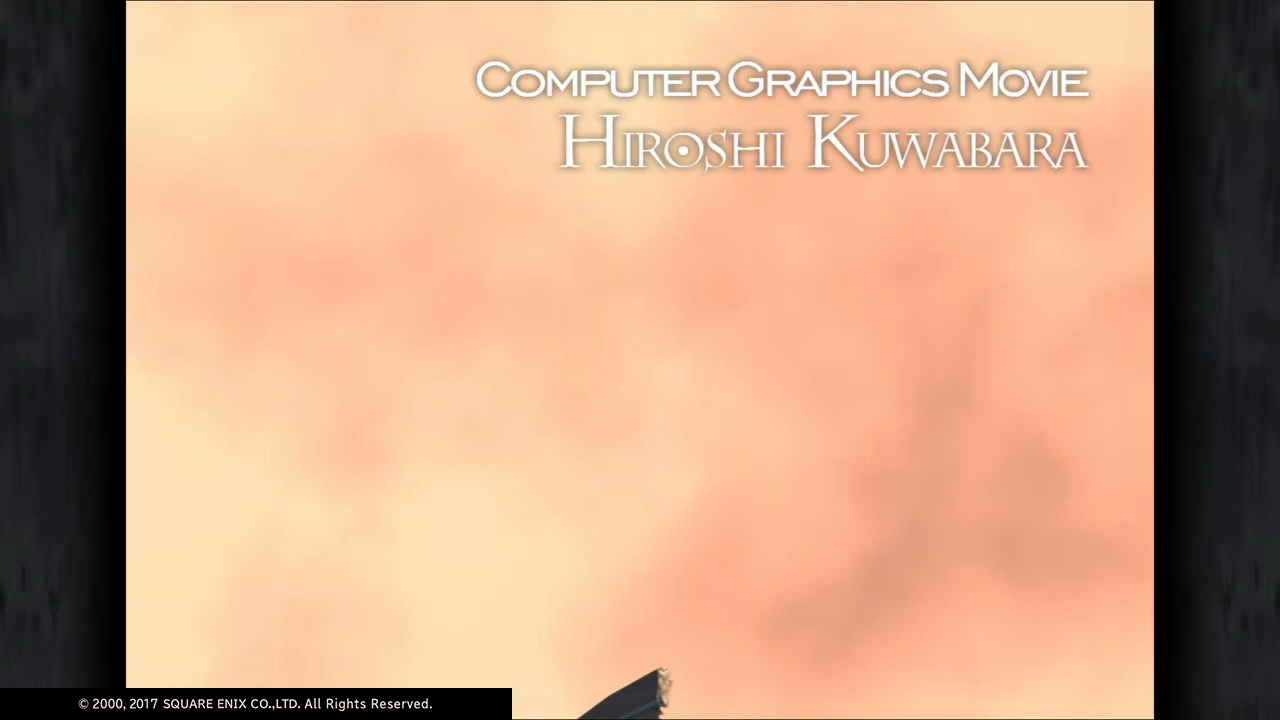 COMPUTER GRAPHICS MOVIE
HIROSHI KUWABARA
© 2000, 2017 SQUARE ENIX CO.,LTD. All Rights Reserved.